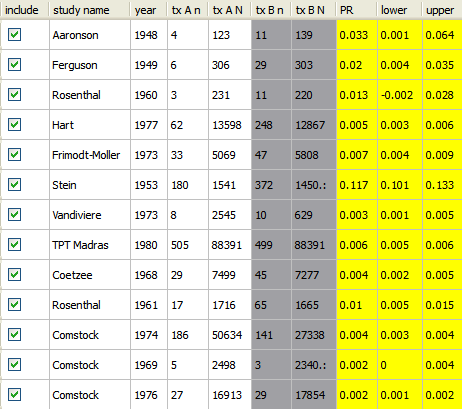 include study name year tx A n tx A N tx B n tx B N PR lower upper
Aaronson 1948 4 123 11 139 0.033 0.001 0.064
Ferguson 1949 6 306 29 303 0.02 0.004 0.035
Rosenthal 1960 3 231 11 220 0.013 -0.002 0.028
Hart 1977 62 13598 248 12867 0.005 0.003 0.006
Frimodt-Moller 1973 33 5069 47 5808 0.007 0.004 0.009
Stein 1953 180 1541 372 1450.: 0.117 0.101 0.133
Vandiviere 1973 8 2545 10 629 0.003 0.001 0.005
TPT Madras 1980 505 88391 499 88391 0.006 0.005 0.006
Coetzee 1968 29 7499 45 7277 0.004 0.002 0.005
Rosenthal 1961 17 1716 65 1665 0.01 0.005 0.015
Comstock 1974 186 50634 141 27338 0.004 0.003 0.004
Comstock 1969 5 2498 3 2340.: 0.002 0 0.004
Comstock 1976 27 16913 29 17854 0.002 0.001 0.002